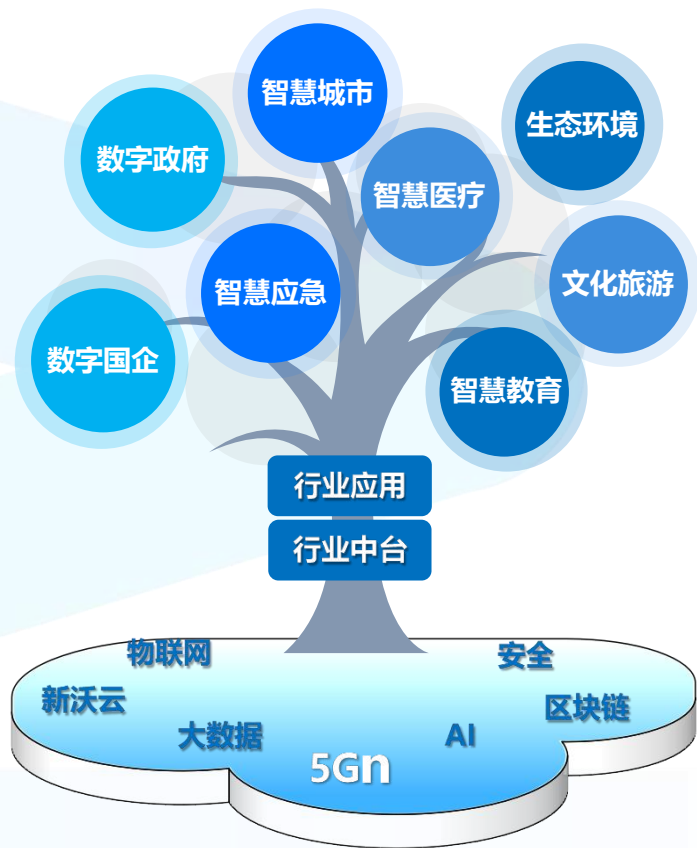 智慧城市
生态环境
数字政府
智慧医疗
智慧应急
文化旅游
数字国企
智慧教育
行业应用
行业中台
物联网
安全
新沃云
区块链
大数据
AI
5Gn